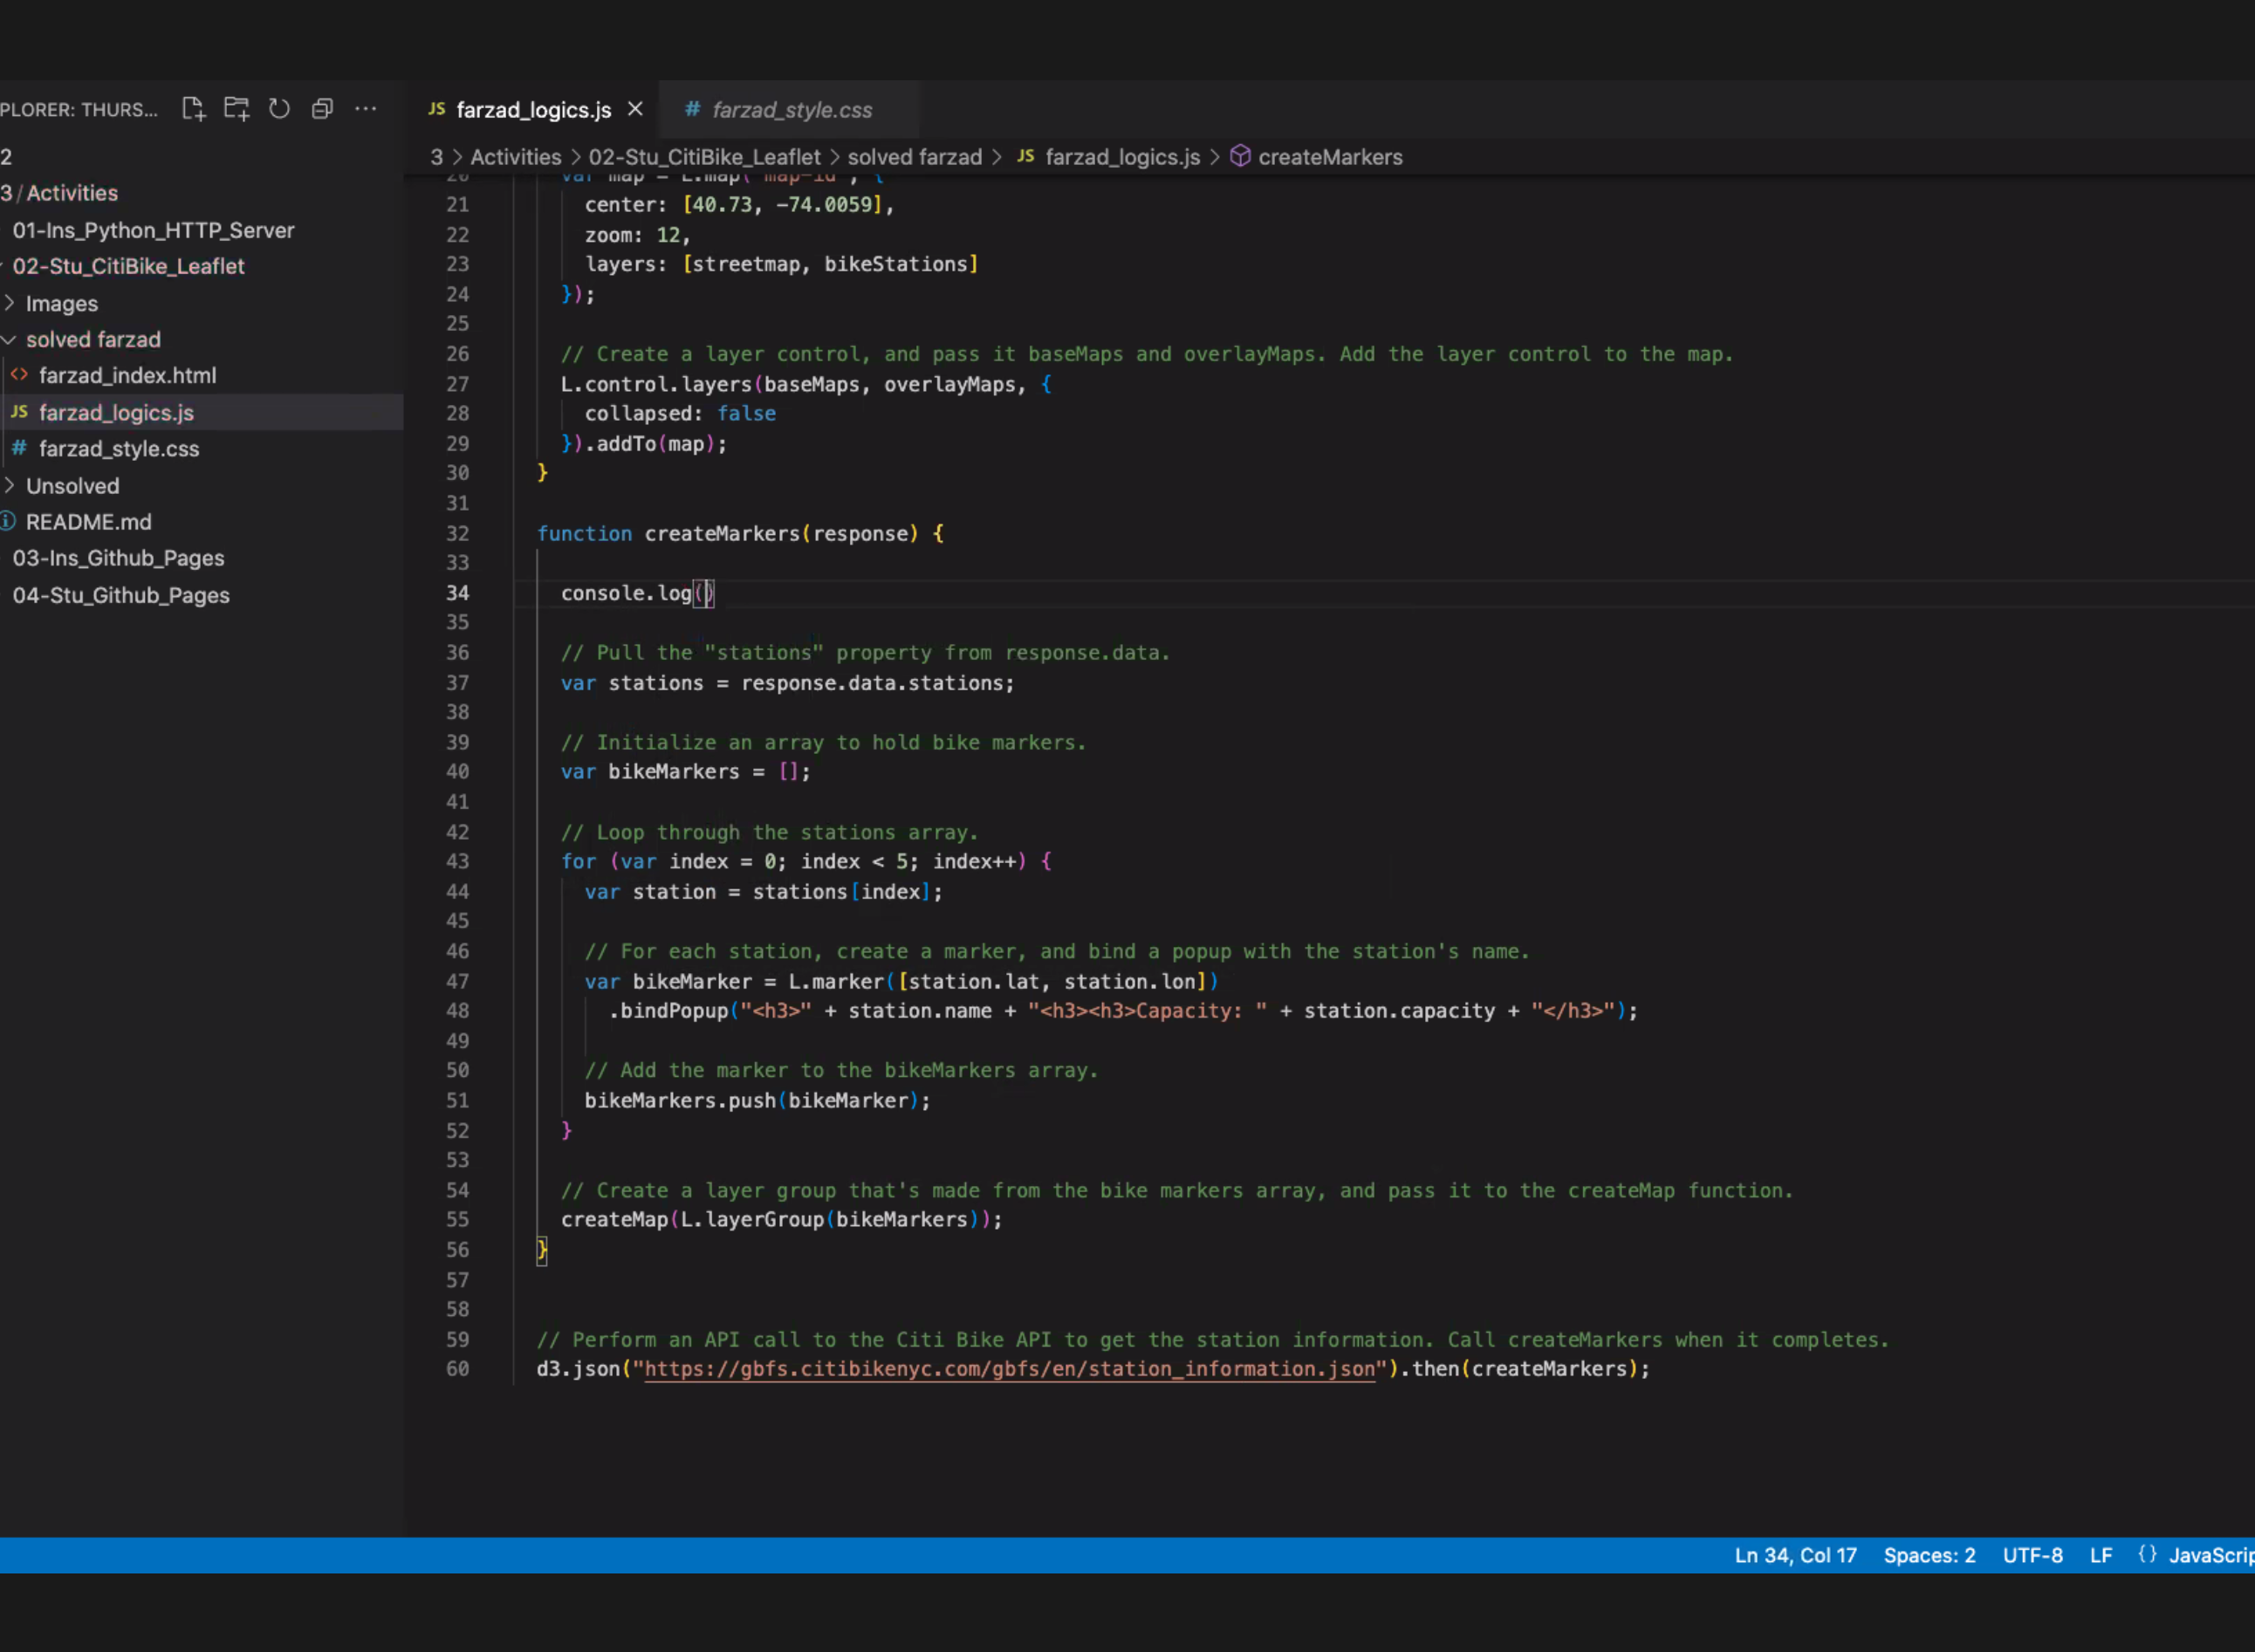 PLORER: THURS...
2
3 / Activities
01-Ins_Python_HTTP_Server
02-Stu_CitiBike_Leaflet
Images
solved farzad
<> farzad_index.html
JS farzad_logics.js
# farzad_style.css
Unsolved
README.md
03-Ins_Github_Pages
04-Stu_Github_Pages
JS farzad_logics.js # farzad_style.css
3 > Activities > 02-Stu_CitiBike_Leaflet > solved farzad > JS farzad_logics.js > createMarkers
20 var map = L.map("map-id", {
21 center: [40.73, -74.0059],
22 zoom: 12,
23 layers: [streetmap, bikeStations]
24 });
25
26 // Create a layer control, and pass it baseMaps and overlayMaps. Add the layer control to the map.
27 L.control.layers(baseMaps, overlayMaps, {
28 collapsed: false
29 }).addTo(map);
30 }
31
32 function createMarkers(response) {
33
34 console.log()
35
36 // Pull the "stations" property from response.data.
37 var stations = response.data.stations;
38
39 // Initialize an array to hold bike markers.
40 var bikeMarkers = [];
41
42 // Loop through the stations array.
43 for (var index = 0; index < 5; index++) {
44 var station = stations[index];
45
46 // For each station, create a marker, and bind a popup with the station's name.
47 var bikeMarker = L.marker([station.lat, station.lon])
48 .bindPopup("<h3>" + station.name + "<h3><h3>Capacity: " + station.capacity + "</h3>");
49
50 // Add the marker to the bikeMarkers array.
51 bikeMarkers.push(bikeMarker);
52 }
53
54 // Create a layer group that's made from the bike markers array, and pass it to the createMap function.
55 createMap(L.layerGroup(bikeMarkers));
56 }
57
58
59 // Perform an API call to the Citi Bike API to get the station information. Call createMarkers when it completes.
60 d3.json("https://gbfs.citibikenyc.com/gbfs/en/station_information.json").then(createMarkers);
Ln 34, Col 17 Spaces: 2 UTF-8 LF {} JavaScrip